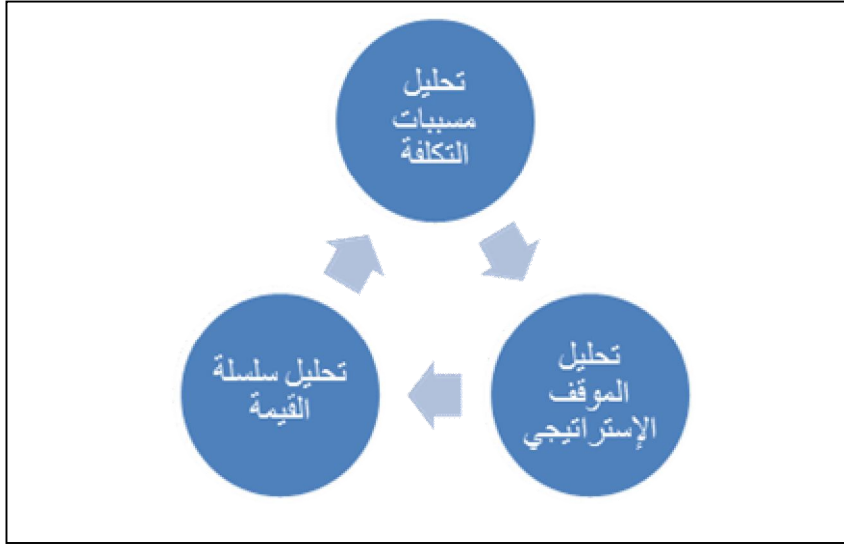 تحليل
مسببات
التكلفة
تحليل
الموقف
الإستراتيجي
تحليل سلسلة
القيمة